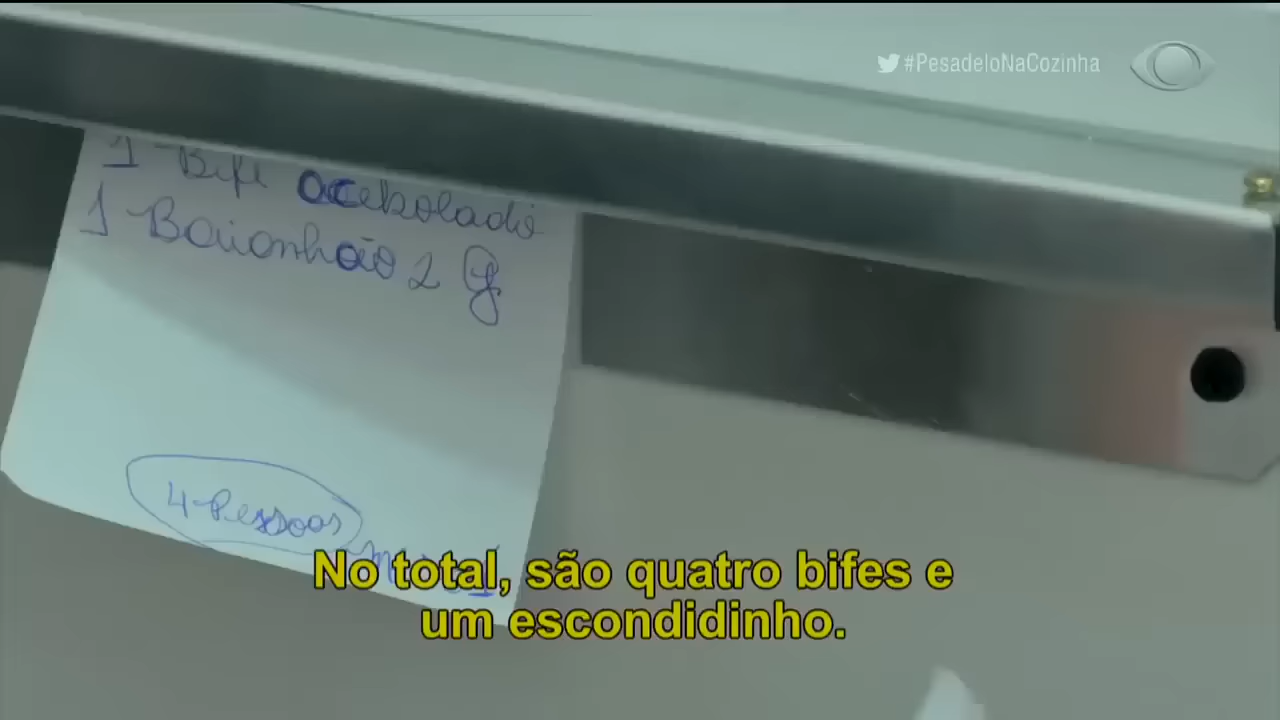 #PesadeloNaCozinha
1 Bife acebolado
1 Baionhão 2 g
4 Pessoas
No total, são quatro bifes e
um escondidinho.